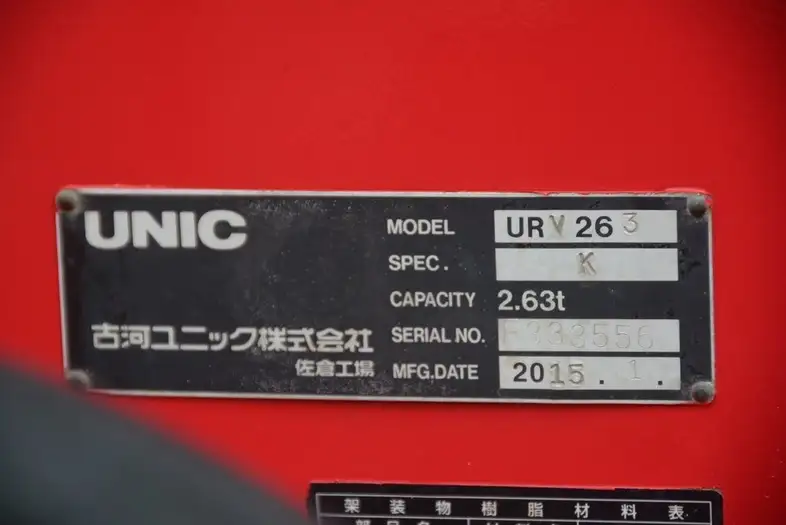 UNIC
MODEL URV263
SPEC. K
CAPACITY 2.63t
古河ユニック株式会社
SERIAL NO.
佐倉工場
MFG.DATE 2015.1.
架装物樹脂材料表